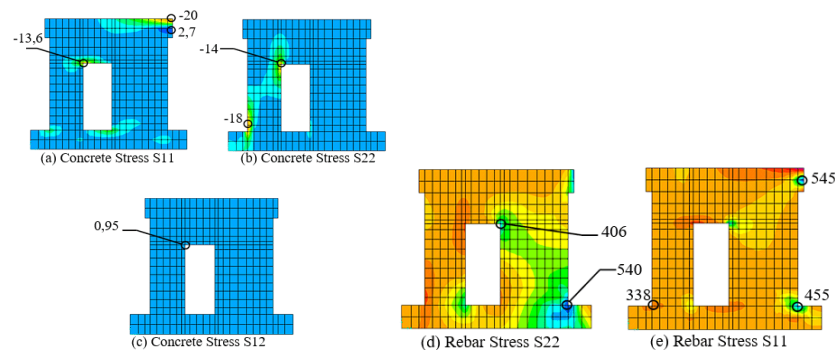 -20
2,7
-13,6
-14
-18
(a) Concrete Stress S11
(b) Concrete Stress S22
0,95
(c) Concrete Stress S12
406
540
(d) Rebar Stress S22
545
338
455
(e) Rebar Stress S11